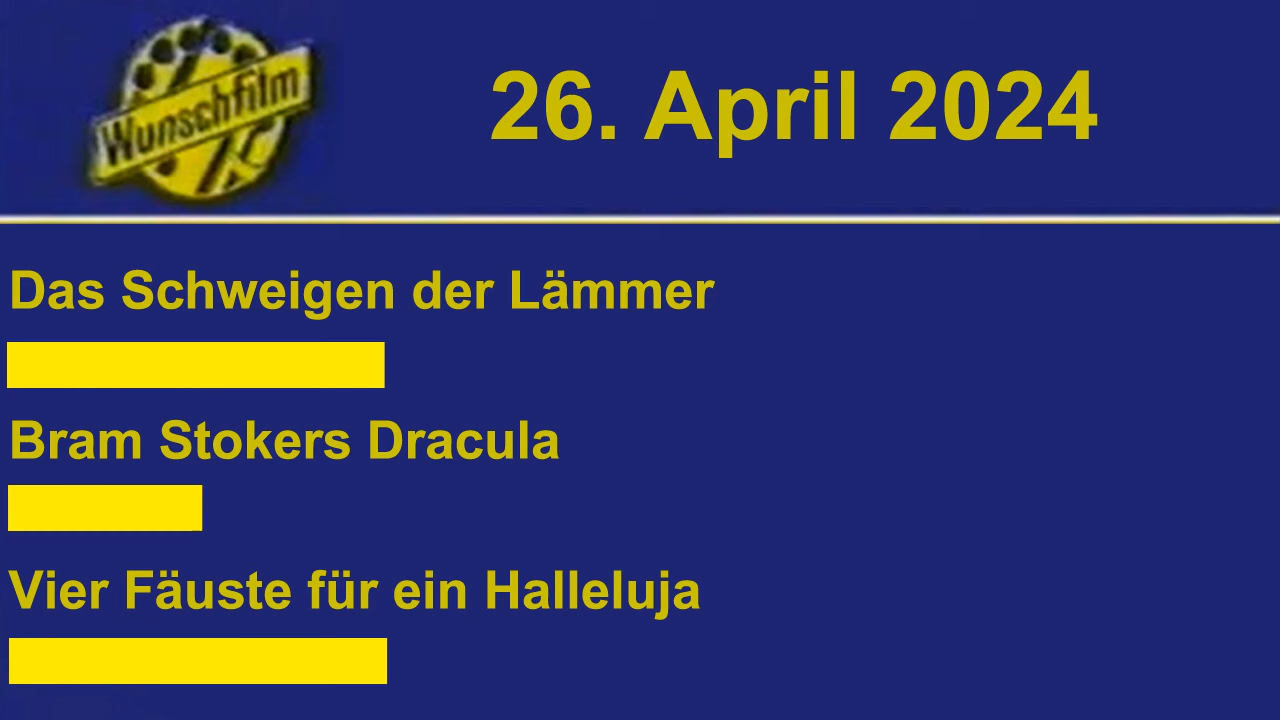 Wunschfilm
26. April 2024
Das Schweigen der Lämmer
Bram Stokers Dracula
Vier Fäuste für ein Halleluja